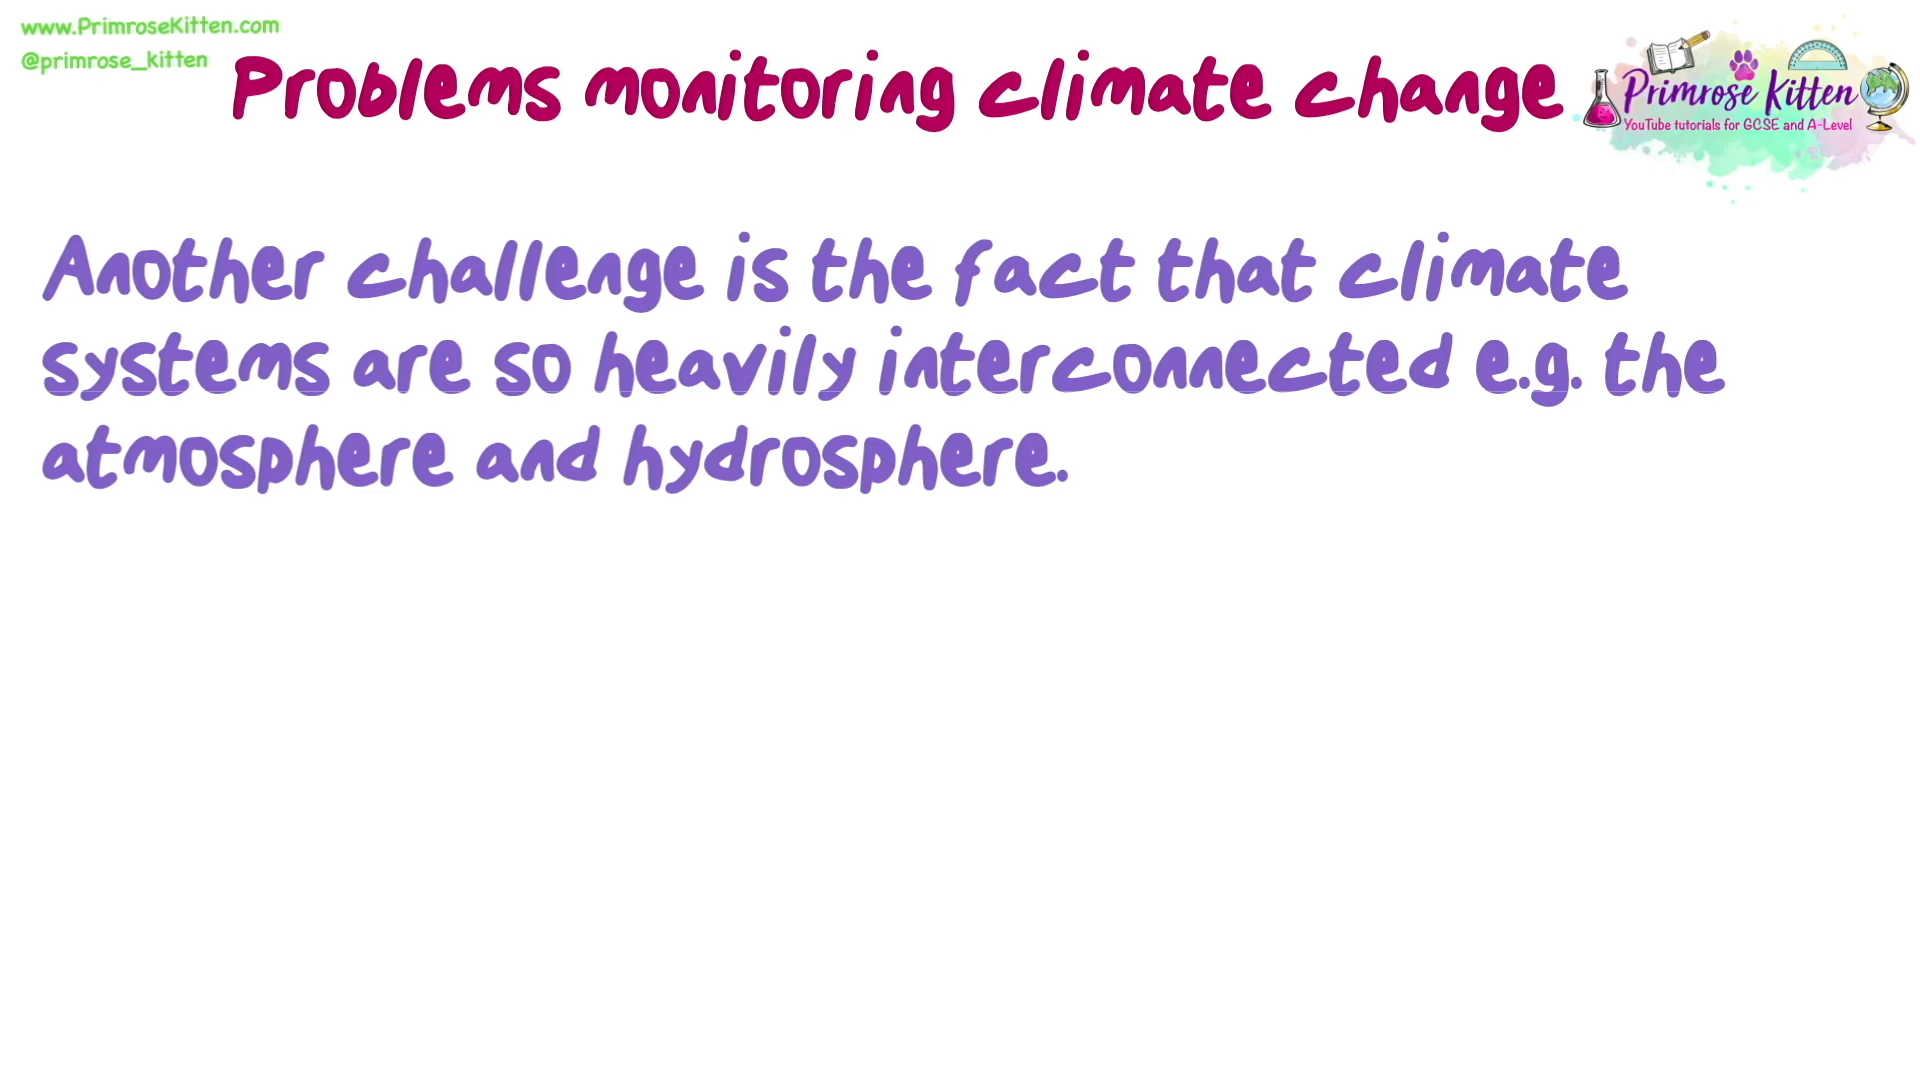 www.PrimroseKitten.com
@primrose_kitten
Problems monitoring climate change
Primrose Kitten
YouTube tutorials for GCSE and A-Level
Another challenge is the fact that climate
systems are so heavily interconnected e.g. the
atmosphere and hydrosphere.